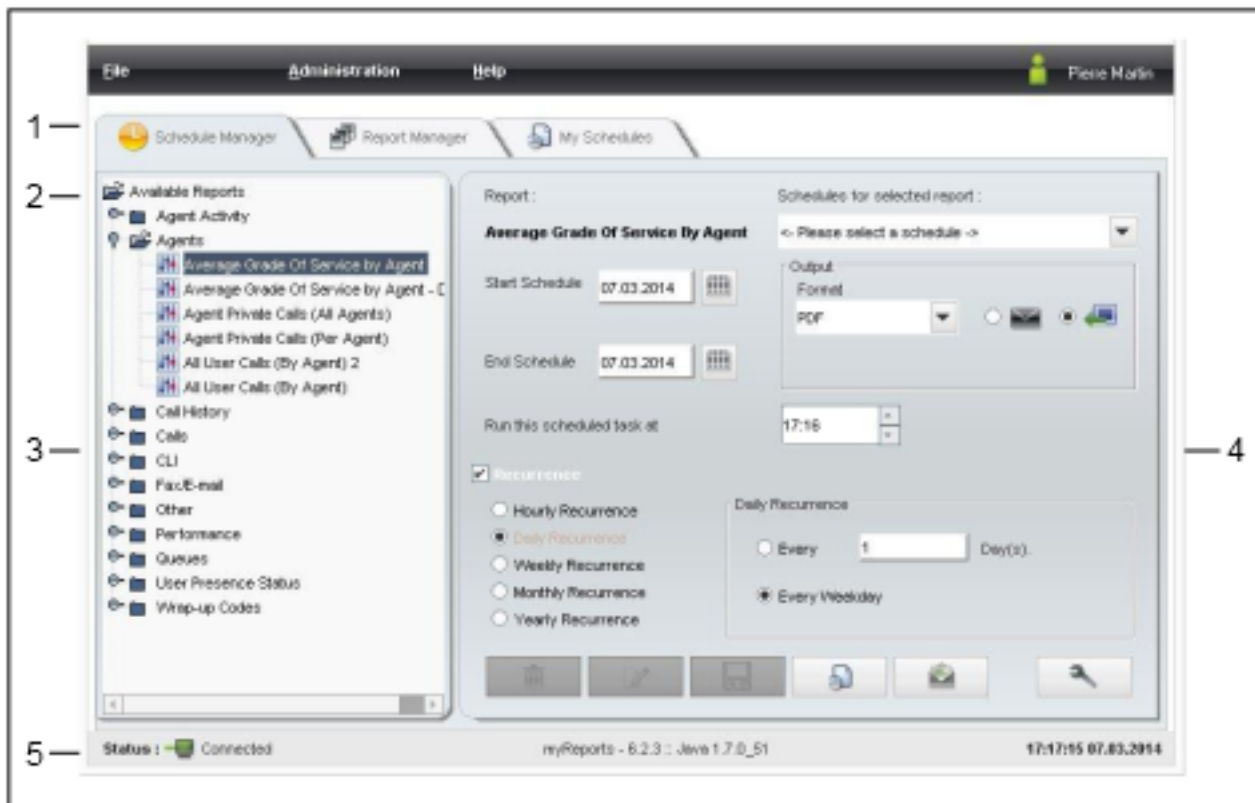 File Administration Help Pierre Martin
1
Schedule Manager Report Manager My Schedules
2
Available Reports
Agent Activity
Agents
Average Grade Of Service by Agent
Average Grade Of Service by Agent - D
Agent Private Calls (All Agents)
Agent Private Calls (Per Agent)
All User Calls (By Agent) 2
All User Calls (By Agent)
Call History
Calls
3
CLI
Fax/E-mail
Other
Performance
Queues
User Presence Status
Wrap-up Codes
Report :
Average Grade Of Service By Agent
Schedules for selected report :
<- Please select a schedule ->
Start Schedule 07.03.2014
Output
Format
PDF
End Schedule 07.03.2014
Run this scheduled task at 17:16
4
Recurrence
Hourly Recurrence
Daily Recurrence
Weekly Recurrence
Monthly Recurrence
Yearly Recurrence
Daily Recurrence
Every 1 Day(s).
Every Weekday
5
Status : Connected myReports - 6.2.3 :: Java 1.7.0_51 17:17:15 07.03.2014